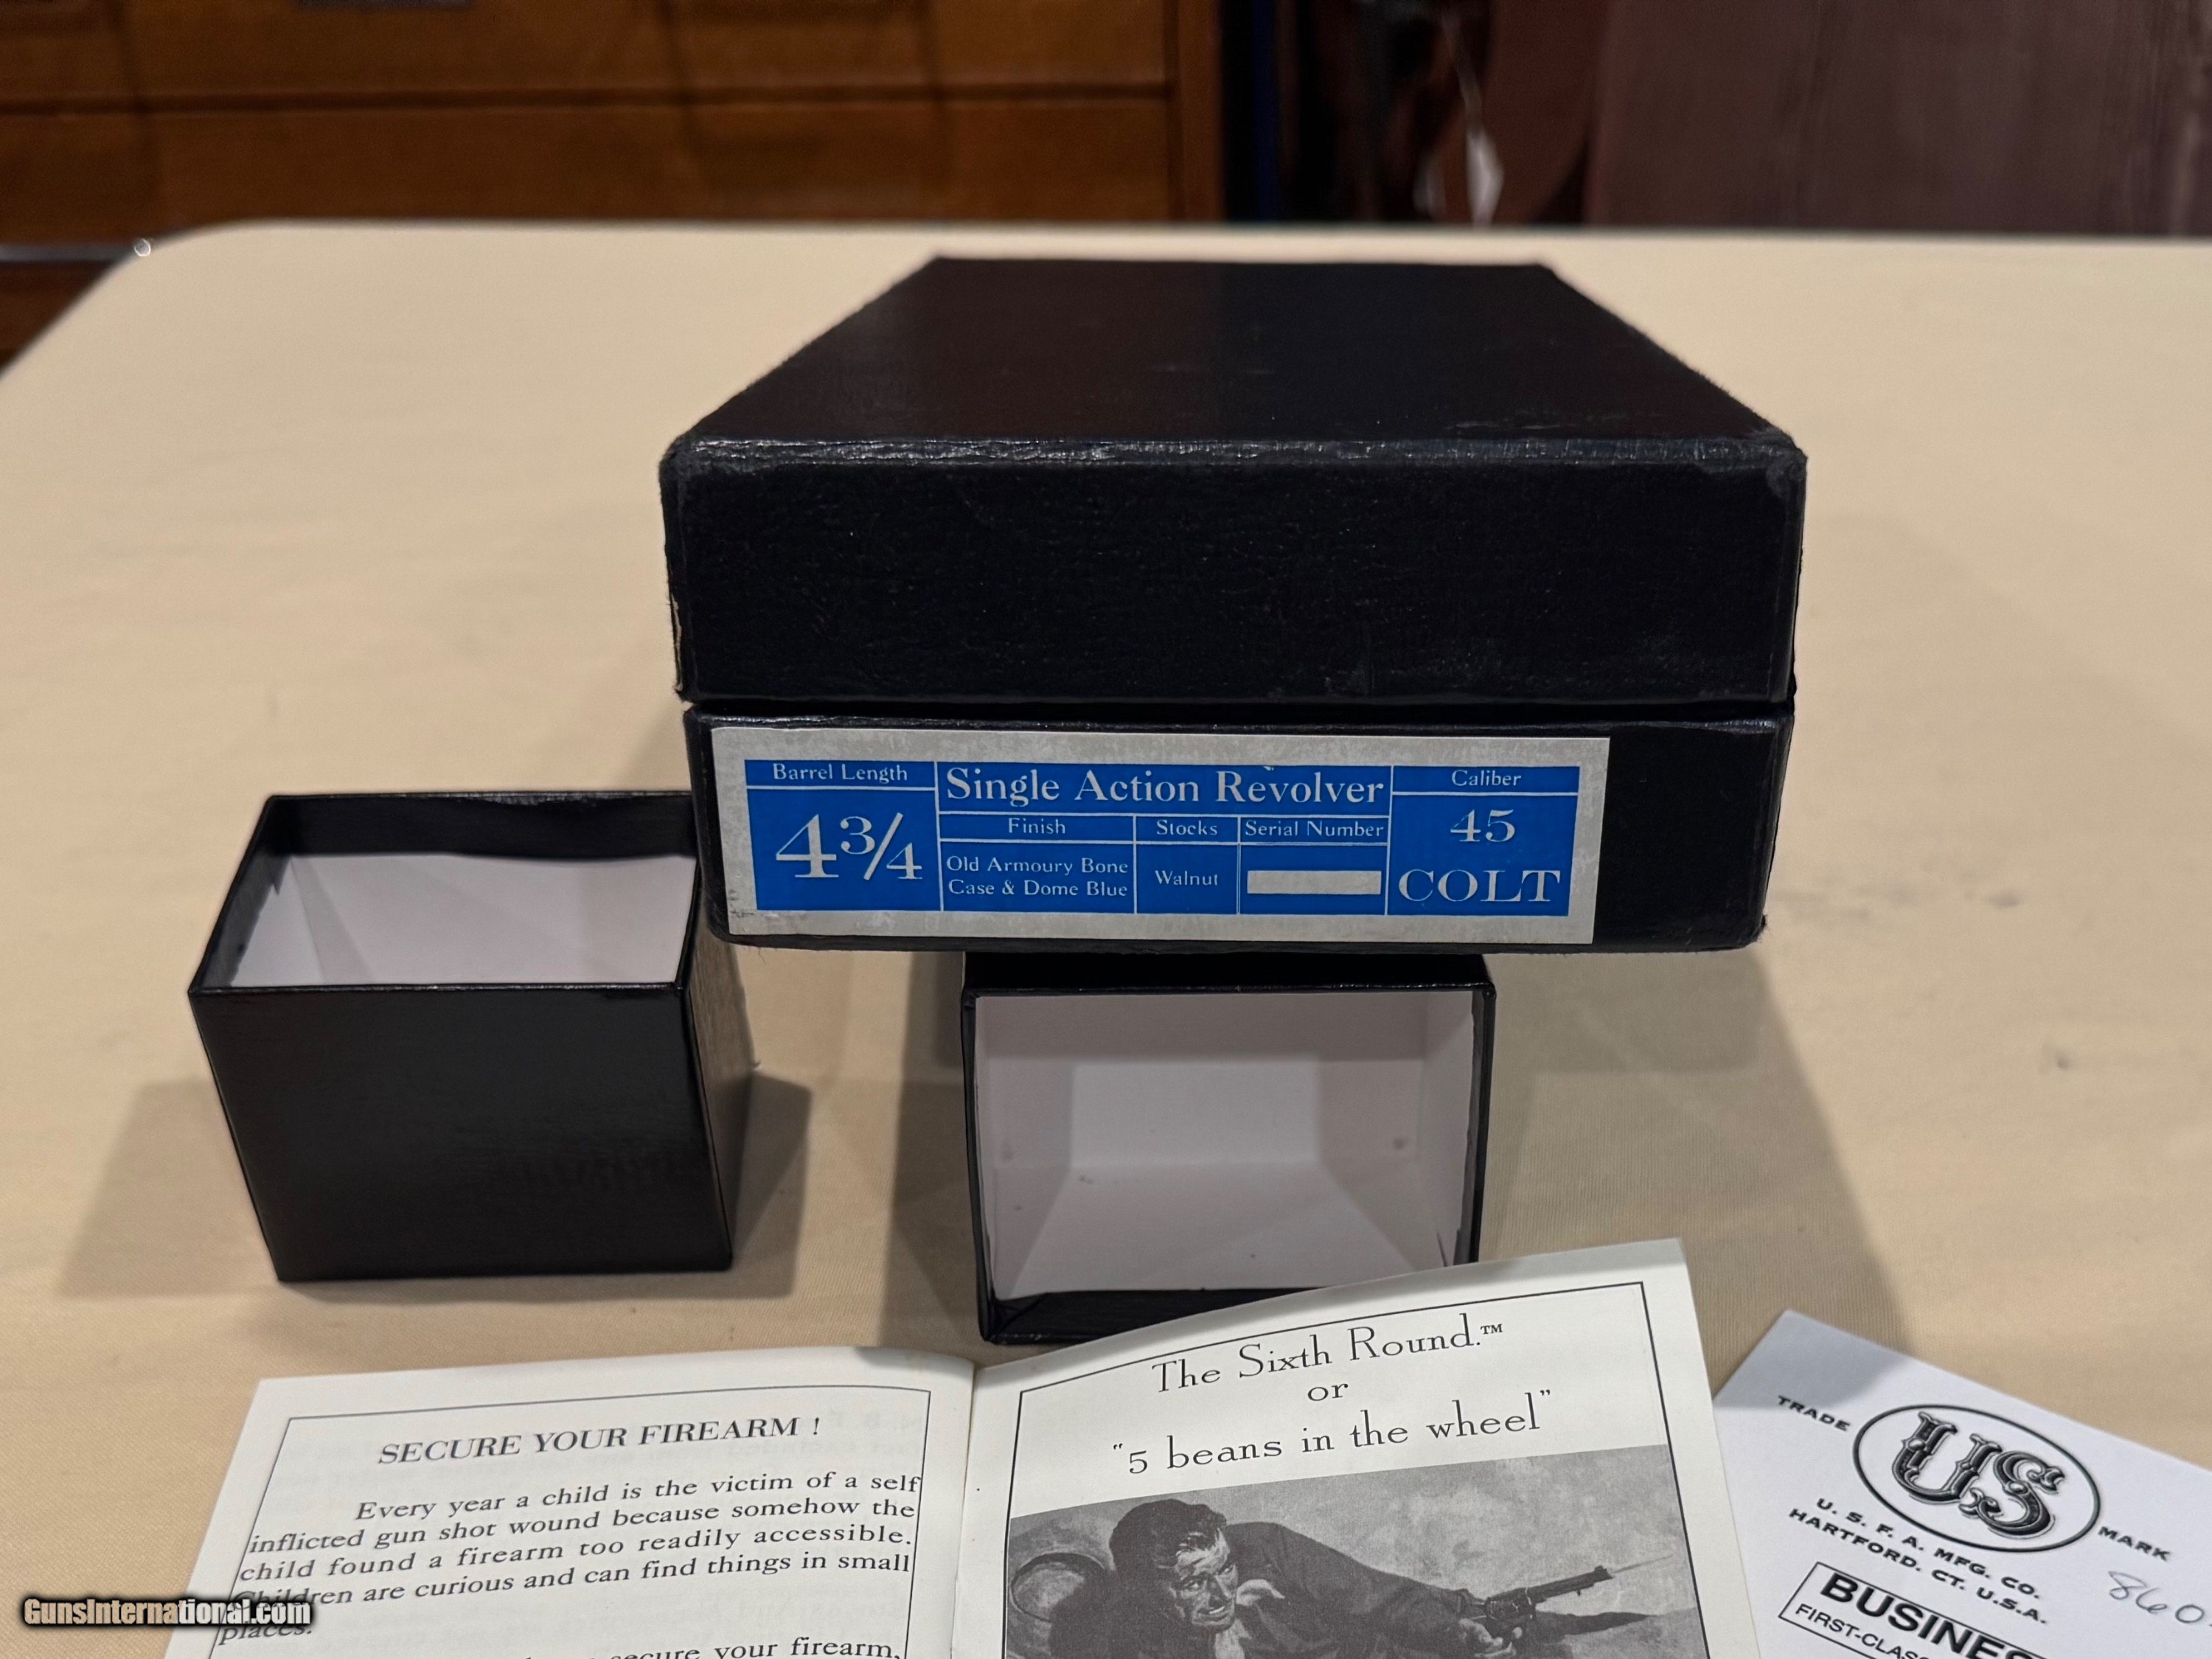 Barrel Length
4¾
Single Action Revolver
Finish
Old Armoury Bone
Case & Dome Blue
Stocks
Walnut
Serial Number
Caliber
45
COLT
SECURE YOUR FIREARM !
Every year a child is the victim of a self
inflicted gun shot wound because somehow the
child found a firearm too readily accessible.
Children are curious and can find things in small
places.
secure your firearm,
The Sixth Round.™
or
"5 beans in the wheel"
TRADE
US
MARK
U. S. F. A. MFG. CO.
HARTFORD. CT. U.S.A.
860
BUSINE
FIRST-CLAS
GunsInternational.com